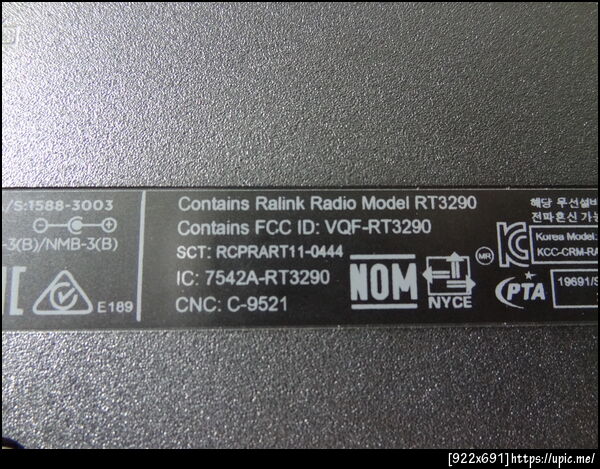 /S:1588-3003
-3(B)/NMB-3(B)
E189
Contains Ralink Radio Model RT3290
Contains FCC ID: VQF-RT3290
SCT: RCPRART11-0444
IC: 7542A-RT3290
CNC: C-9521
NOM
NYCE
MR
해당 무선설비
전파혼신 가능
Korea Model:
KCC-CRM-RA
PTA
19691/S
[922x691]https://upic.me/